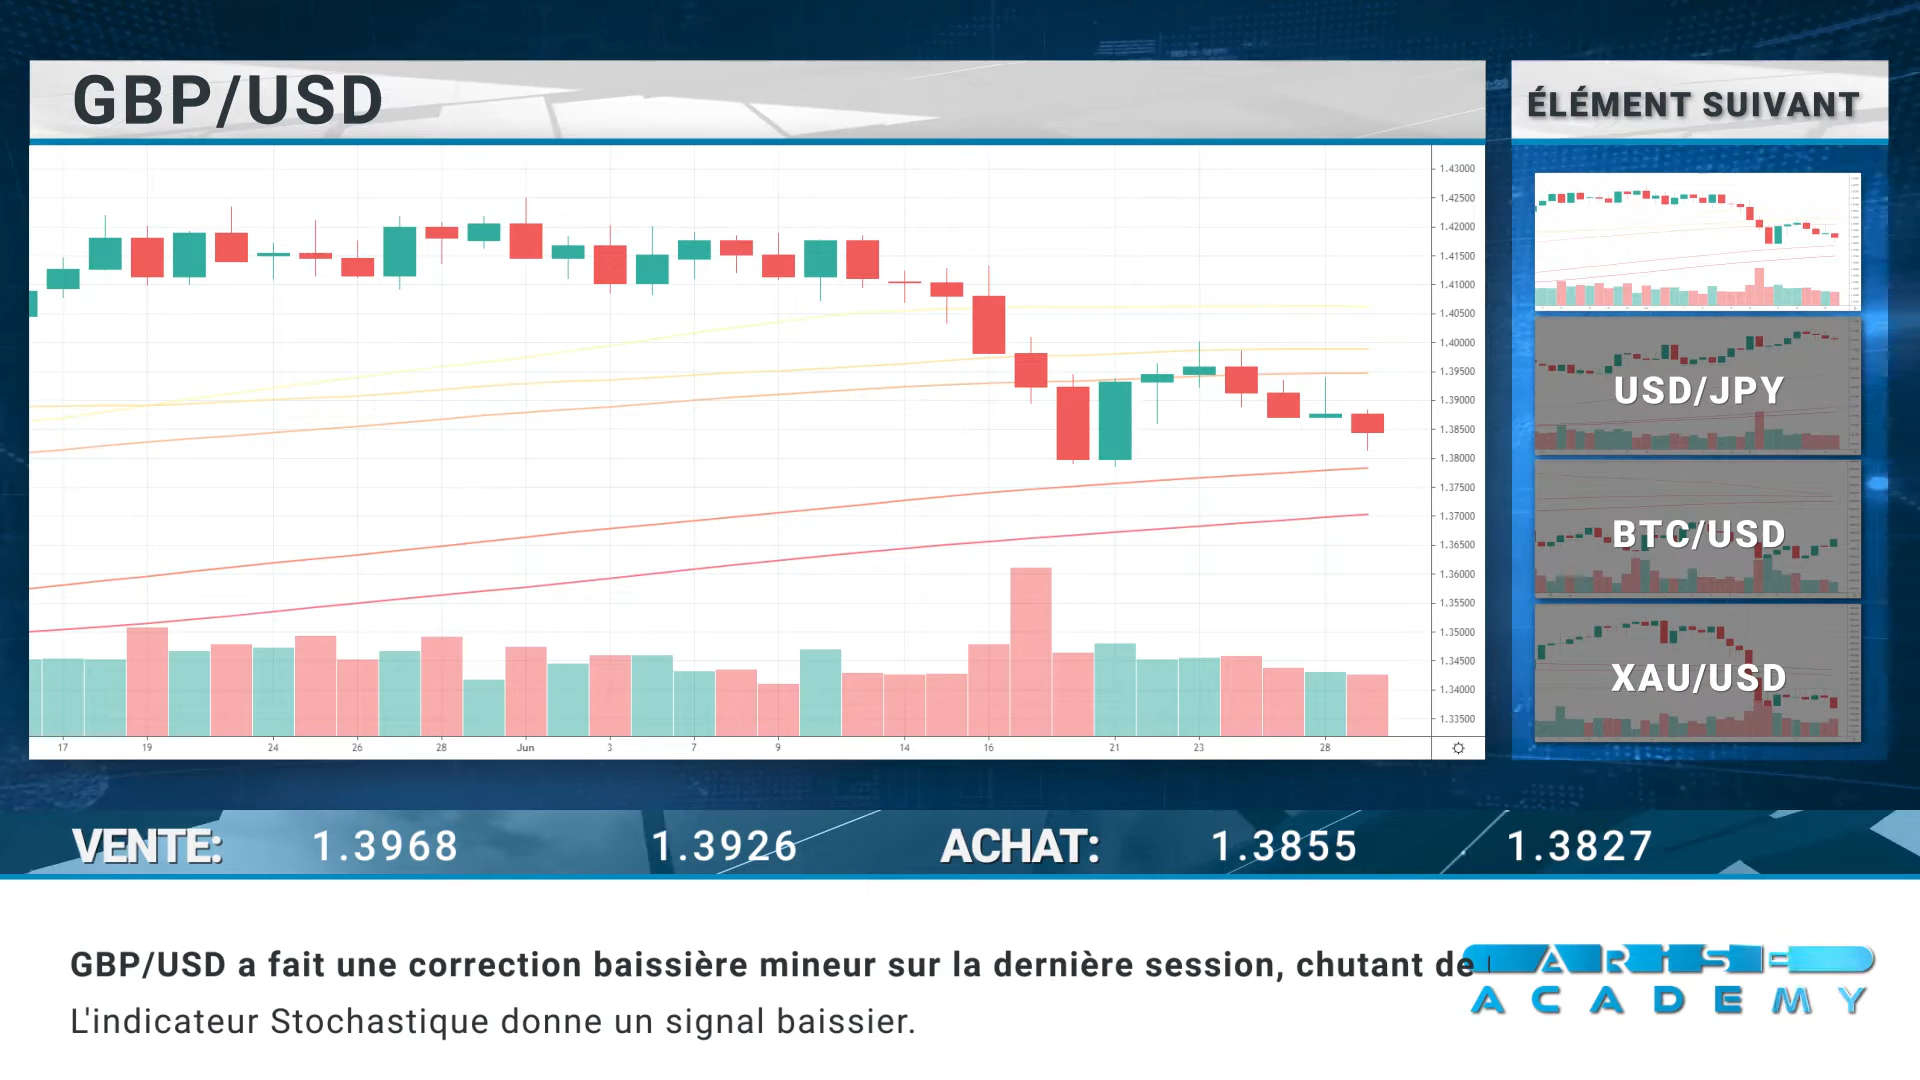 GBP/USD
ÉLÉMENT SUIVANT
1.43000
1.42500
1.42000
1.41500
1.41000
1.40500
1.40000
1.39500
1.39000
1.38500
1.38000
1.37500
1.37000
1.36500
1.36000
1.35500
1.35000
1.34500
1.34000
1.33500
17 19 24 26 28 Jun 3 7 9 14 16 21 23 28
USD/JPY
BTC/USD
XAU/USD
VENTE: 1.3968 1.3926 ACHAT: 1.3855 1.3827
GBP/USD a fait une correction baissière mineur sur la dernière session, chutant de
L'indicateur Stochastique donne un signal baissier.
ARISE
ACADEMY